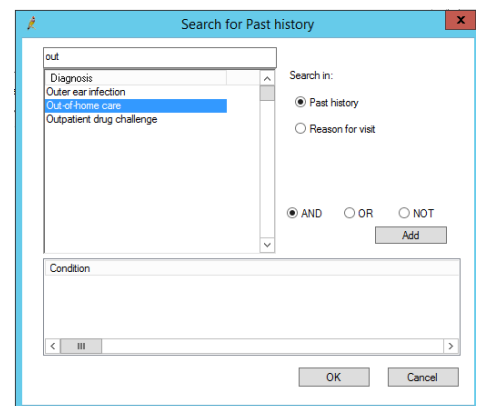 Search for Past history
x
out
Diagnosis
Outer ear infection
Out-of-home care
Outpatient drug challenge
Search in:
Past history
Reason for visit
AND OR NOT
Add
Condition
OK Cancel